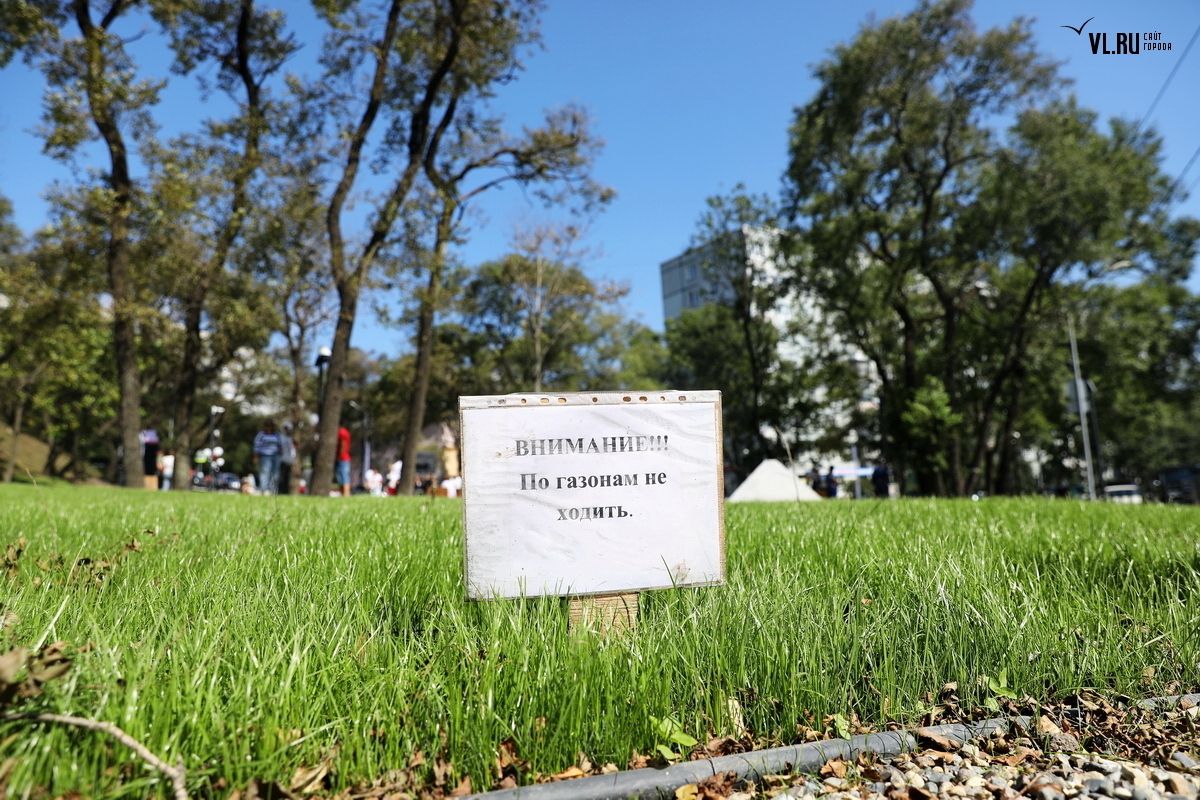 VL.RU САЙТ
ГОРОДА
ВНИМАНИЕ!!!
По газонам не
ходить.